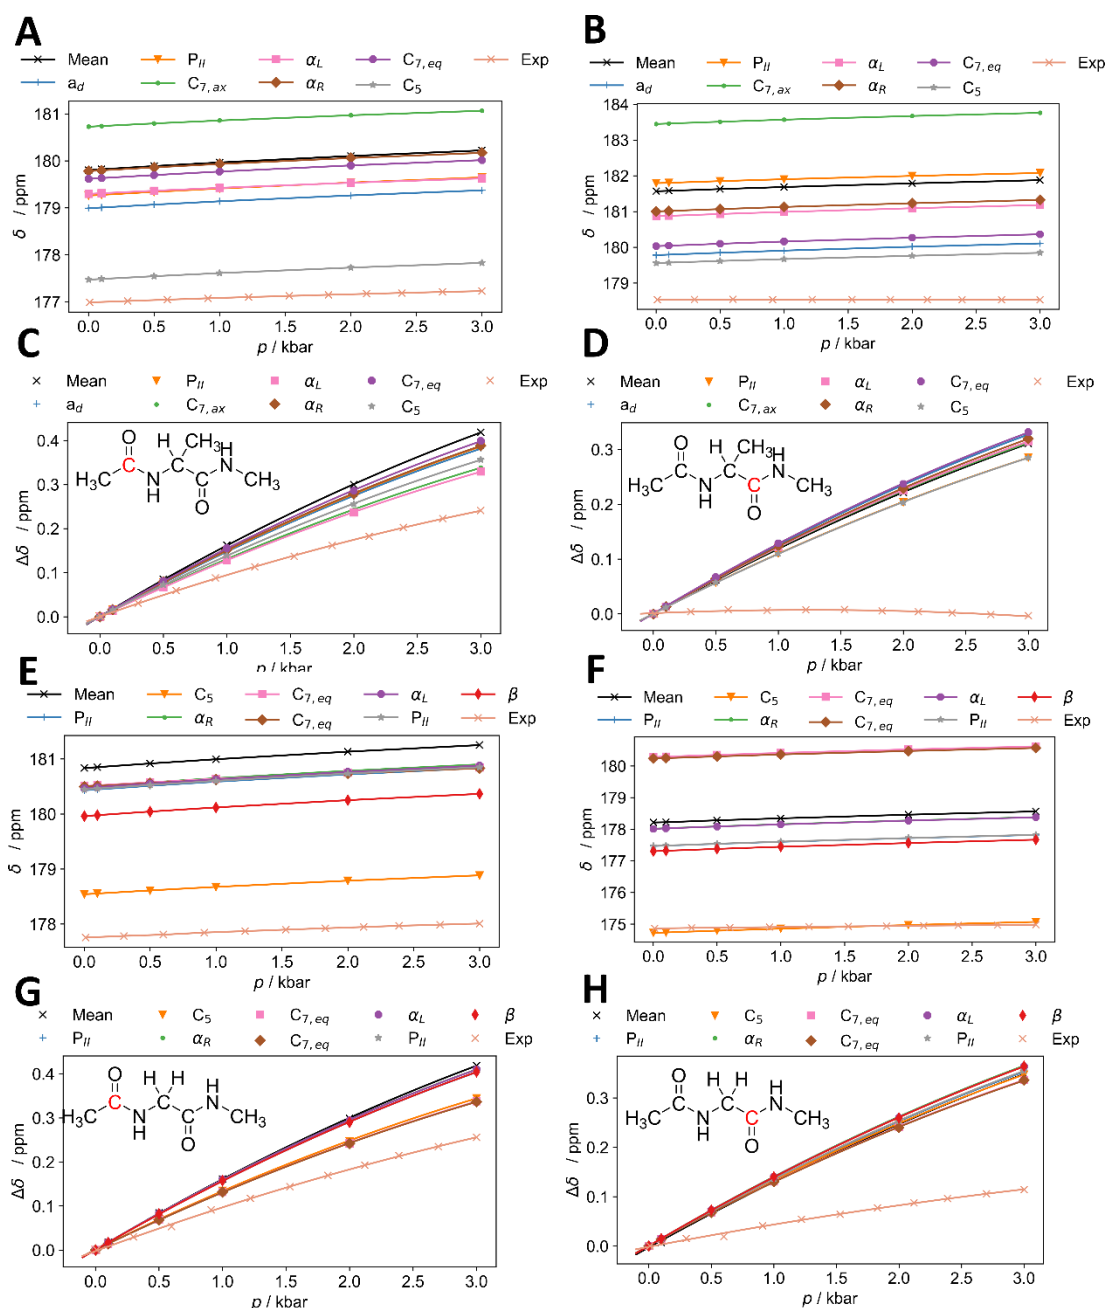 A
Mean P_II α_L C_7,eq Exp
a_d C_7,ax α_R C_5
181
180
179
178
177
δ / ppm
0.0 0.5 1.0 1.5 2.0 2.5 3.0
p / kbar
B
Mean P_II α_L C_7,eq Exp
a_d C_7,ax α_R C_5
184
183
182
181
180
179
δ / ppm
0.0 0.5 1.0 1.5 2.0 2.5 3.0
p / kbar
C
Mean P_II α_L C_7,eq Exp
a_d C_7,ax α_R C_5
0.4
0.3
0.2
0.1
0.0
Δδ / ppm
O H CH3 H
H3C C N C C N CH3
H O
0.0 0.5 1.0 1.5 2.0 2.5 3.0
p / kbar
D
Mean P_II α_L C_7,eq Exp
a_d C_7,ax α_R C_5
0.3
0.2
0.1
0.0
Δδ / ppm
O H CH3 H
H3C C N C C N CH3
H O
0.0 0.5 1.0 1.5 2.0 2.5 3.0
p / kbar
E
Mean C_5 C_7,eq α_L β
P_II α_R C_7,eq P_II Exp
181
180
179
178
δ / ppm
0.0 0.5 1.0 1.5 2.0 2.5 3.0
p / kbar
F
Mean C_5 C_7,eq α_L β
P_II α_R C_7,eq P_II Exp
180
179
178
177
175
δ / ppm
0.0 0.5 1.0 1.5 2.0 2.5 3.0
p / kbar
G
Mean C_5 C_7,eq α_L β
P_II α_R C_7,eq P_II Exp
0.4
0.3
0.2
0.1
0.0
Δδ / ppm
O H H H
H3C C N C C N CH3
H O
0.0 0.5 1.0 1.5 2.0 2.5 3.0
p / kbar
H
Mean C_5 C_7,eq α_L β
P_II α_R C_7,eq P_II Exp
0.3
0.2
0.1
0.0
Δδ / ppm
O H H H
H3C C N C C N CH3
H O
0.0 0.5 1.0 1.5 2.0 2.5 3.0
p / kbar